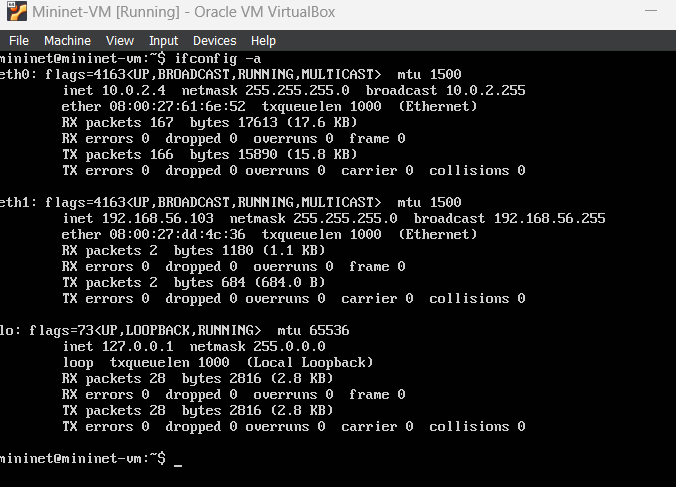 Mininet-VM [Running] - Oracle VM VirtualBox
File Machine View Input Devices Help
mininet@mininet-vm:~$ ifconfig -a
eth0: flags=4163<UP,BROADCAST,RUNNING,MULTICAST>  mtu 1500
        inet 10.0.2.4  netmask 255.255.255.0  broadcast 10.0.2.255
        ether 08:00:27:61:6e:52  txqueuelen 1000  (Ethernet)
        RX packets 167  bytes 17613 (17.6 KB)
        RX errors 0  dropped 0  overruns 0  frame 0
        TX packets 166  bytes 15890 (15.8 KB)
        TX errors 0  dropped 0 overruns 0  carrier 0  collisions 0
eth1: flags=4163<UP,BROADCAST,RUNNING,MULTICAST>  mtu 1500
        inet 192.168.56.103  netmask 255.255.255.0  broadcast 192.168.56.255
        ether 08:00:27:dd:4c:36  txqueuelen 1000  (Ethernet)
        RX packets 2  bytes 1180 (1.1 KB)
        RX errors 0  dropped 0  overruns 0  frame 0
        TX packets 2  bytes 684 (684.0 B)
        TX errors 0  dropped 0 overruns 0  carrier 0  collisions 0
lo: flags=73<UP,LOOPBACK,RUNNING>  mtu 65536
        inet 127.0.0.1  netmask 255.0.0.0
        loop  txqueuelen 1000  (Local Loopback)
        RX packets 28  bytes 2816 (2.8 KB)
        RX errors 0  dropped 0  overruns 0  frame 0
        TX packets 28  bytes 2816 (2.8 KB)
        TX errors 0  dropped 0 overruns 0  carrier 0  collisions 0
mininet@mininet-vm:~$ _